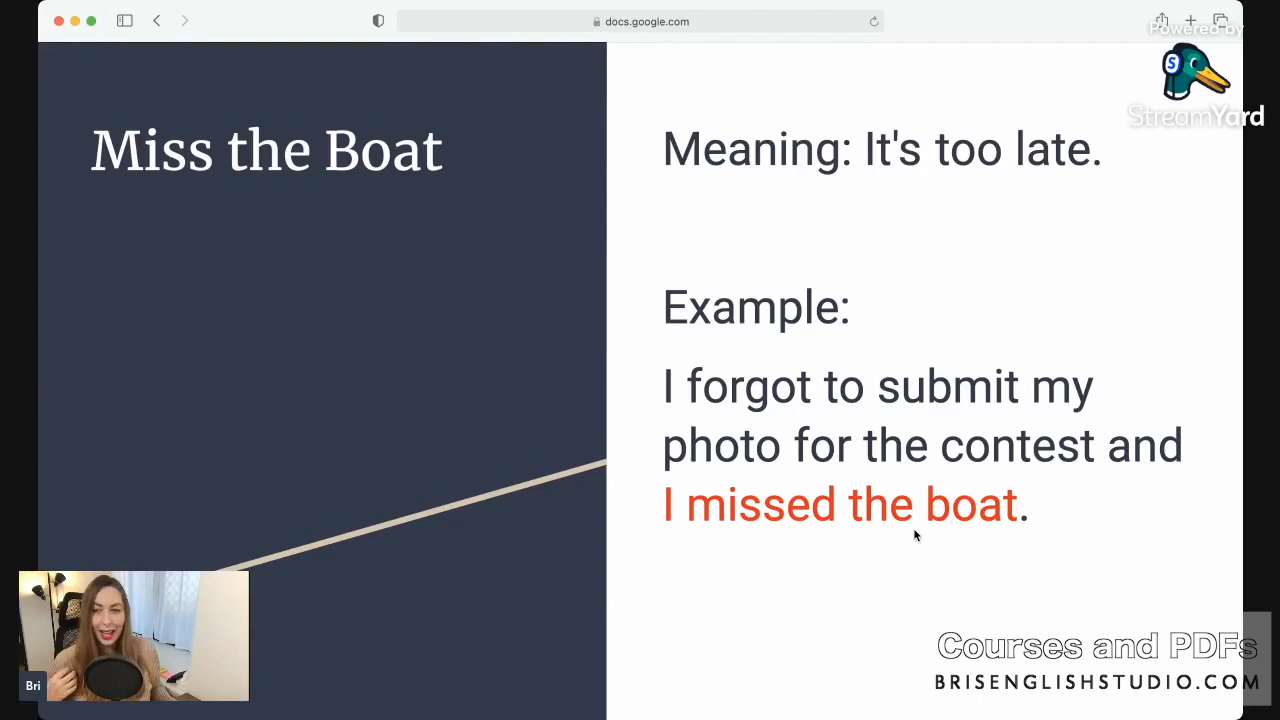 docs.google.com
Powered by
StreamYard
Miss the Boat
Meaning: It's too late.
Example:
I forgot to submit my
photo for the contest and
I missed the boat.
Bri
Courses and PDFs
BRISENGLISHSTUDIO.COM